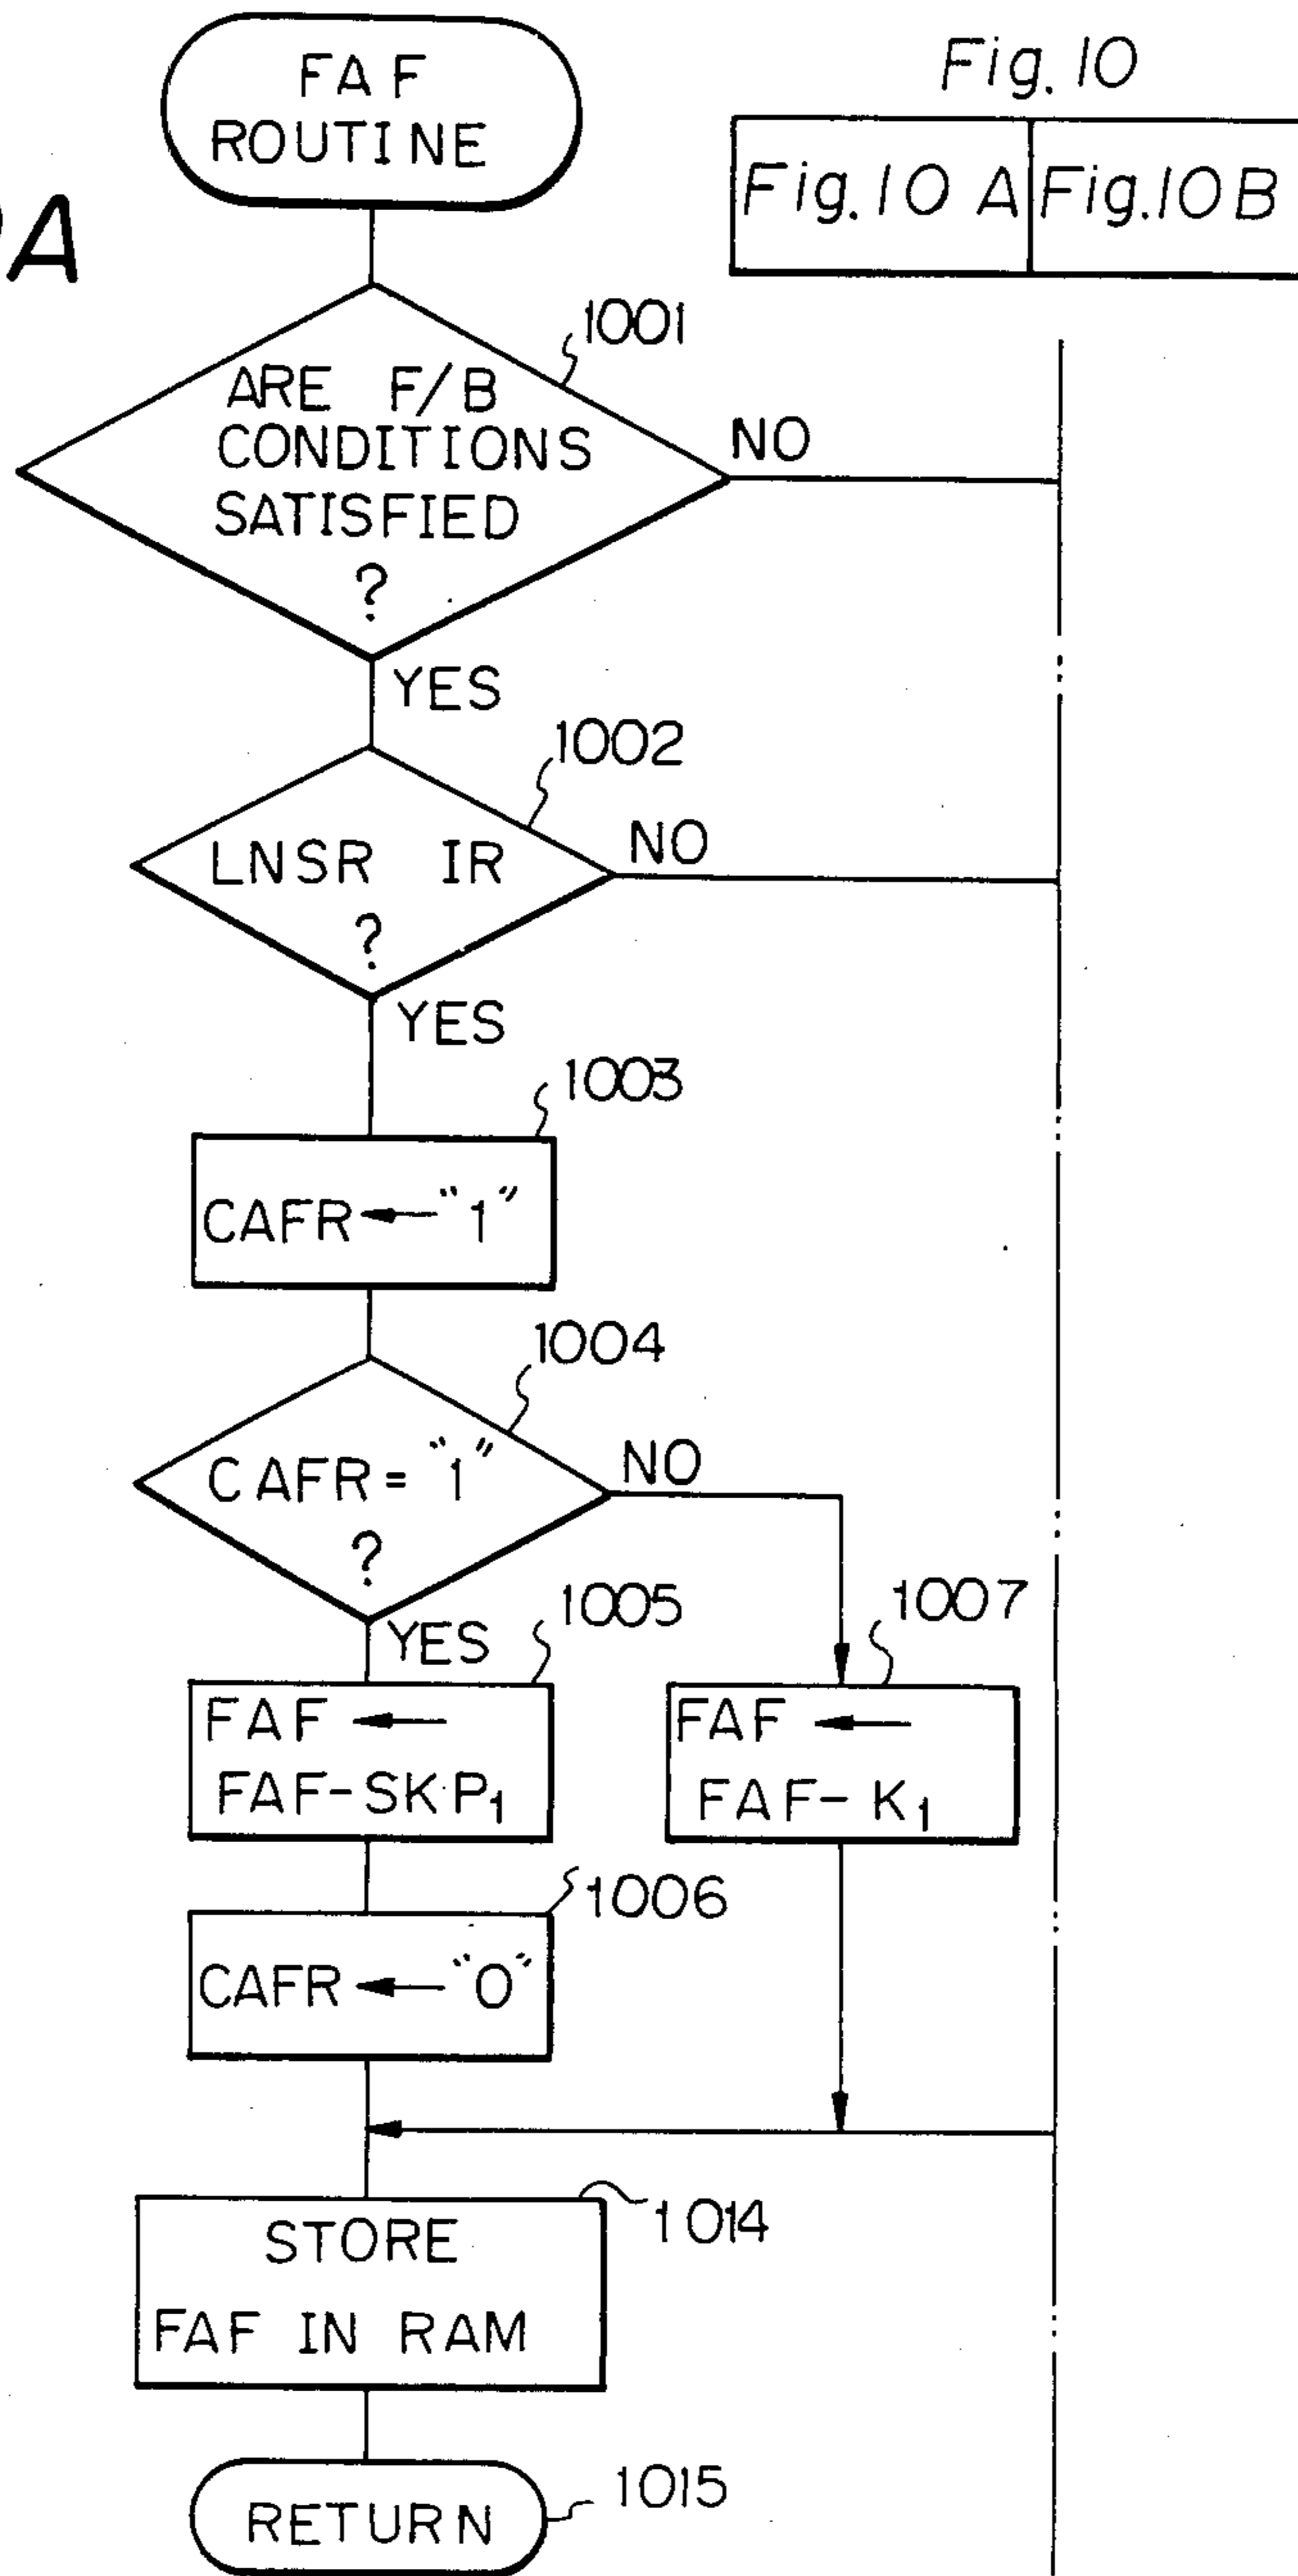 FAF
ROUTINE
Fig. 10
Fig. 10 A Fig. 10 B
A
1001
ARE F/B
CONDITIONS
SATISFIED
?
NO
YES
1002
LNSR IR
?
NO
YES
1003
CAFR ← "1"
1004
CAFR = "1"
?
NO
YES
1005
FAF ←
FAF-SKP₁
1007
FAF ←
FAF-K₁
1006
CAFR ← "0"
1014
STORE
FAF IN RAM
RETURN
1015